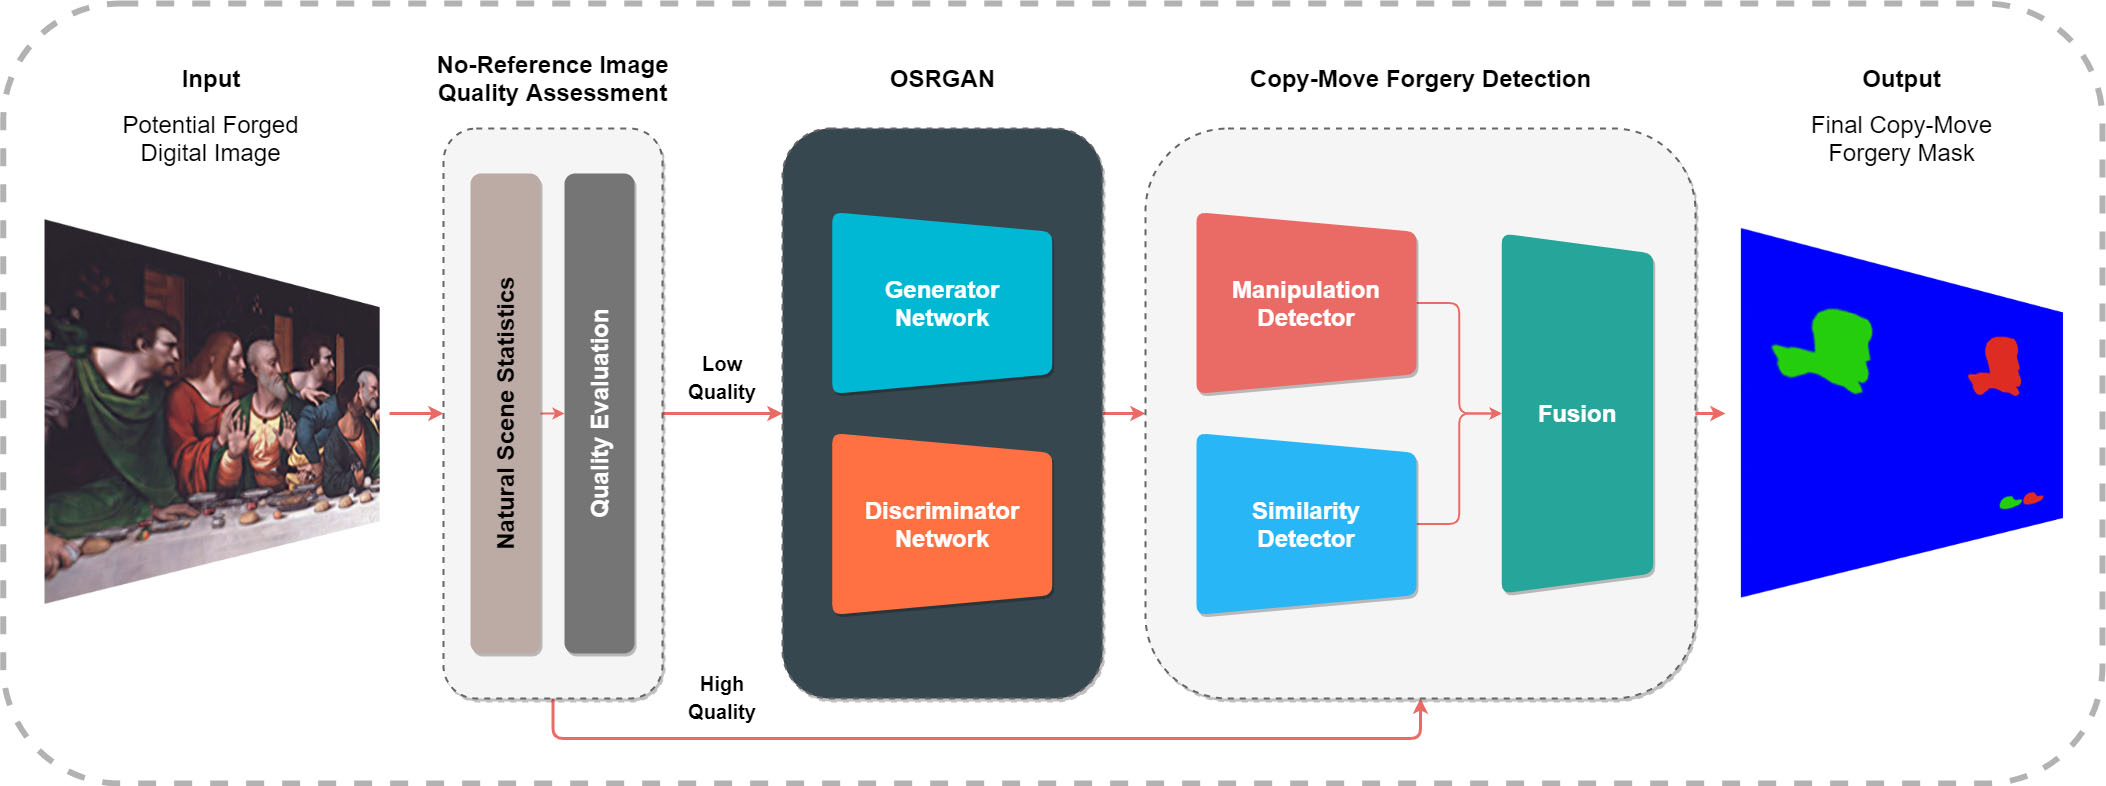 Input
Potential Forged
Digital Image
No-Reference Image
Quality Assessment
Natural Scene Statistics
Quality Evaluation
Low
Quality
High
Quality
OSRGAN
Generator
Network
Discriminator
Network
Copy-Move Forgery Detection
Manipulation
Detector
Similarity
Detector
Fusion
Output
Final Copy-Move
Forgery Mask